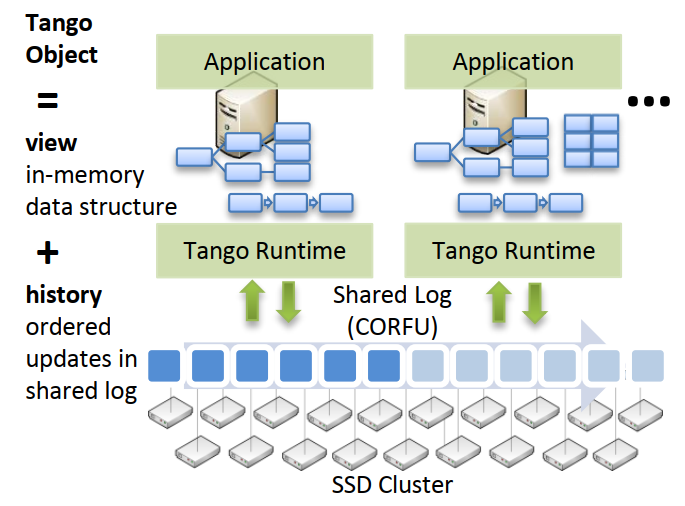 Tango
Object
=
view
in-memory
data structure
+
history
ordered
updates in
shared log
Application
Application
...
Tango Runtime
Tango Runtime
Shared Log
(CORFU)
SSD Cluster